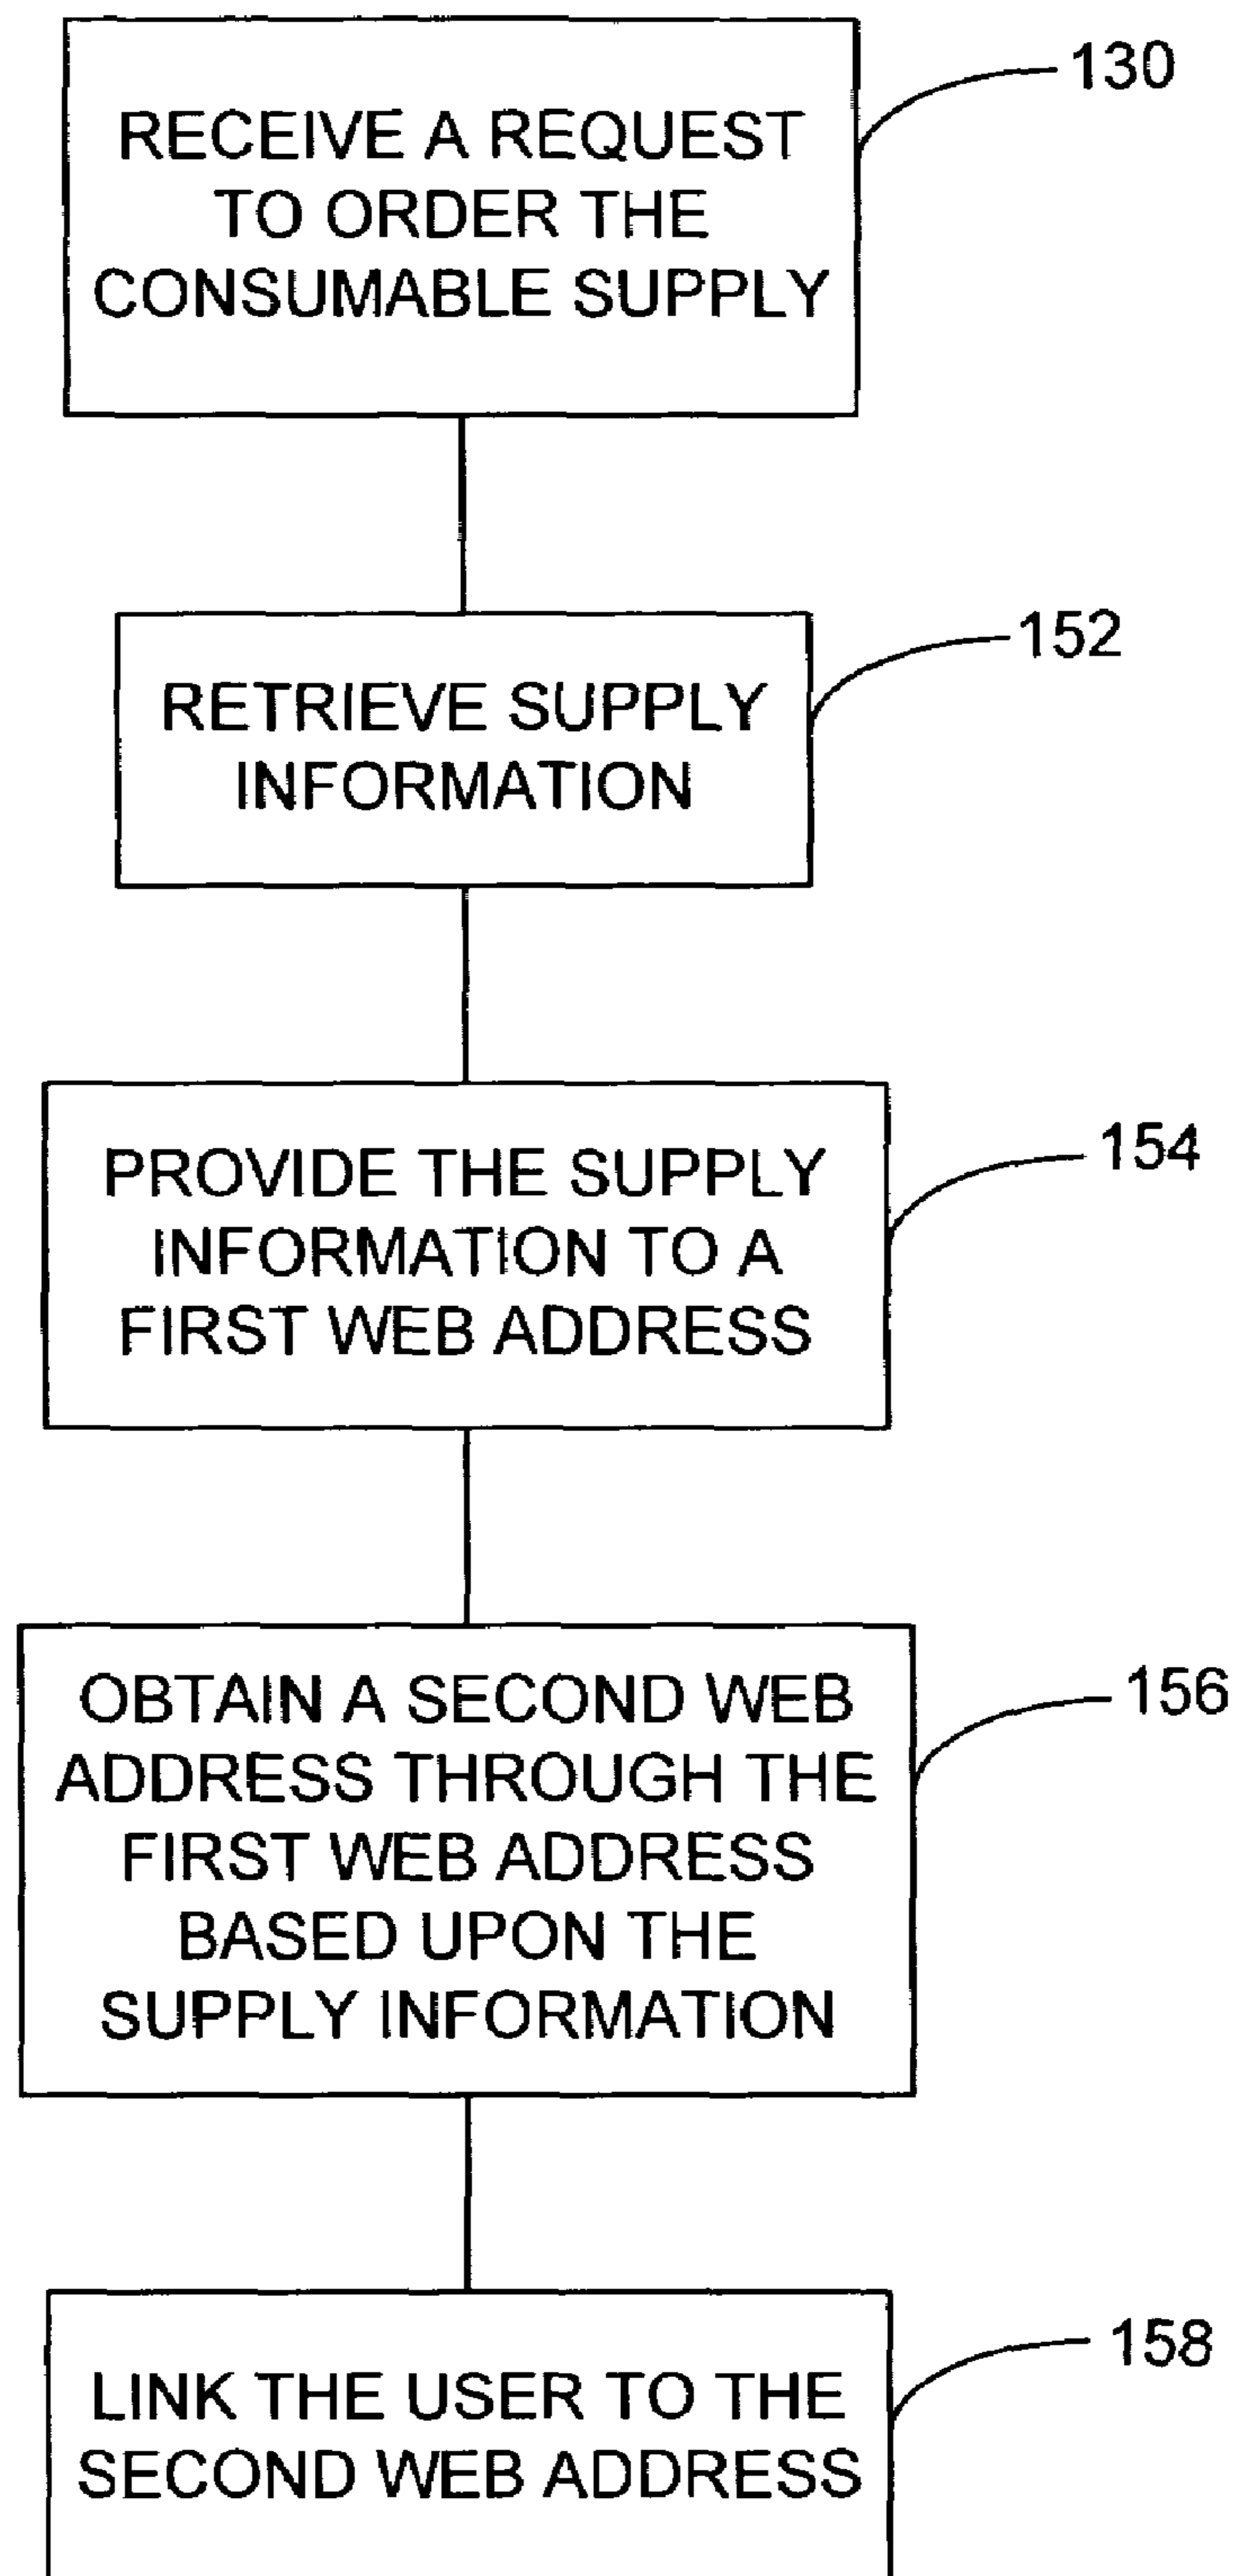 RECEIVE A REQUEST
TO ORDER THE
CONSUMABLE SUPPLY
130
RETRIEVE SUPPLY
INFORMATION
152
PROVIDE THE SUPPLY
INFORMATION TO A
FIRST WEB ADDRESS
154
OBTAIN A SECOND WEB
ADDRESS THROUGH THE
FIRST WEB ADDRESS
BASED UPON THE
SUPPLY INFORMATION
156
LINK THE USER TO THE
SECOND WEB ADDRESS
158